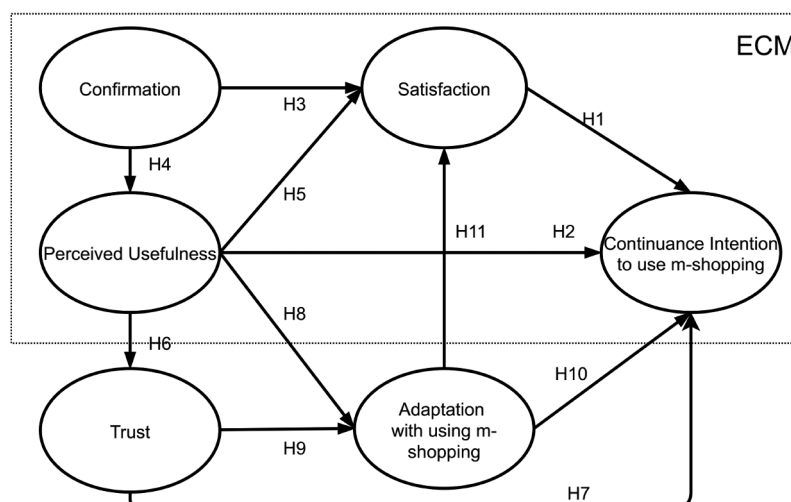 ECM
Confirmation
Satisfaction
H3
H1
H4
H5
Perceived Usefulness
H11
H2
Continuance Intention
to use m-shopping
H8
H6
H10
Trust
Adaptation
with using m-
shopping
H9
H7